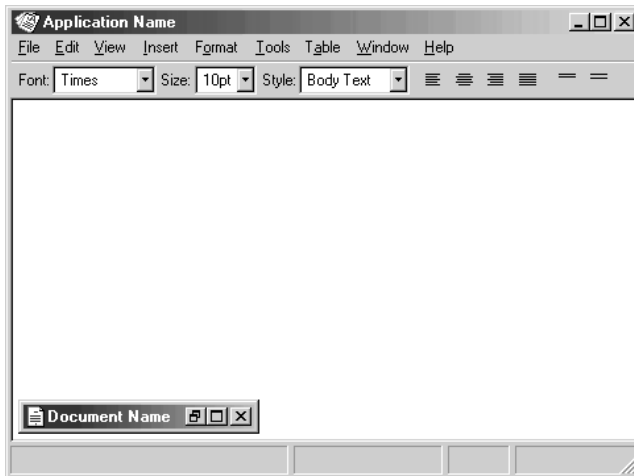 Application Name
File Edit View Insert Format Tools Table Window Help
Font: Times Size: 10pt Style: Body Text
Document Name